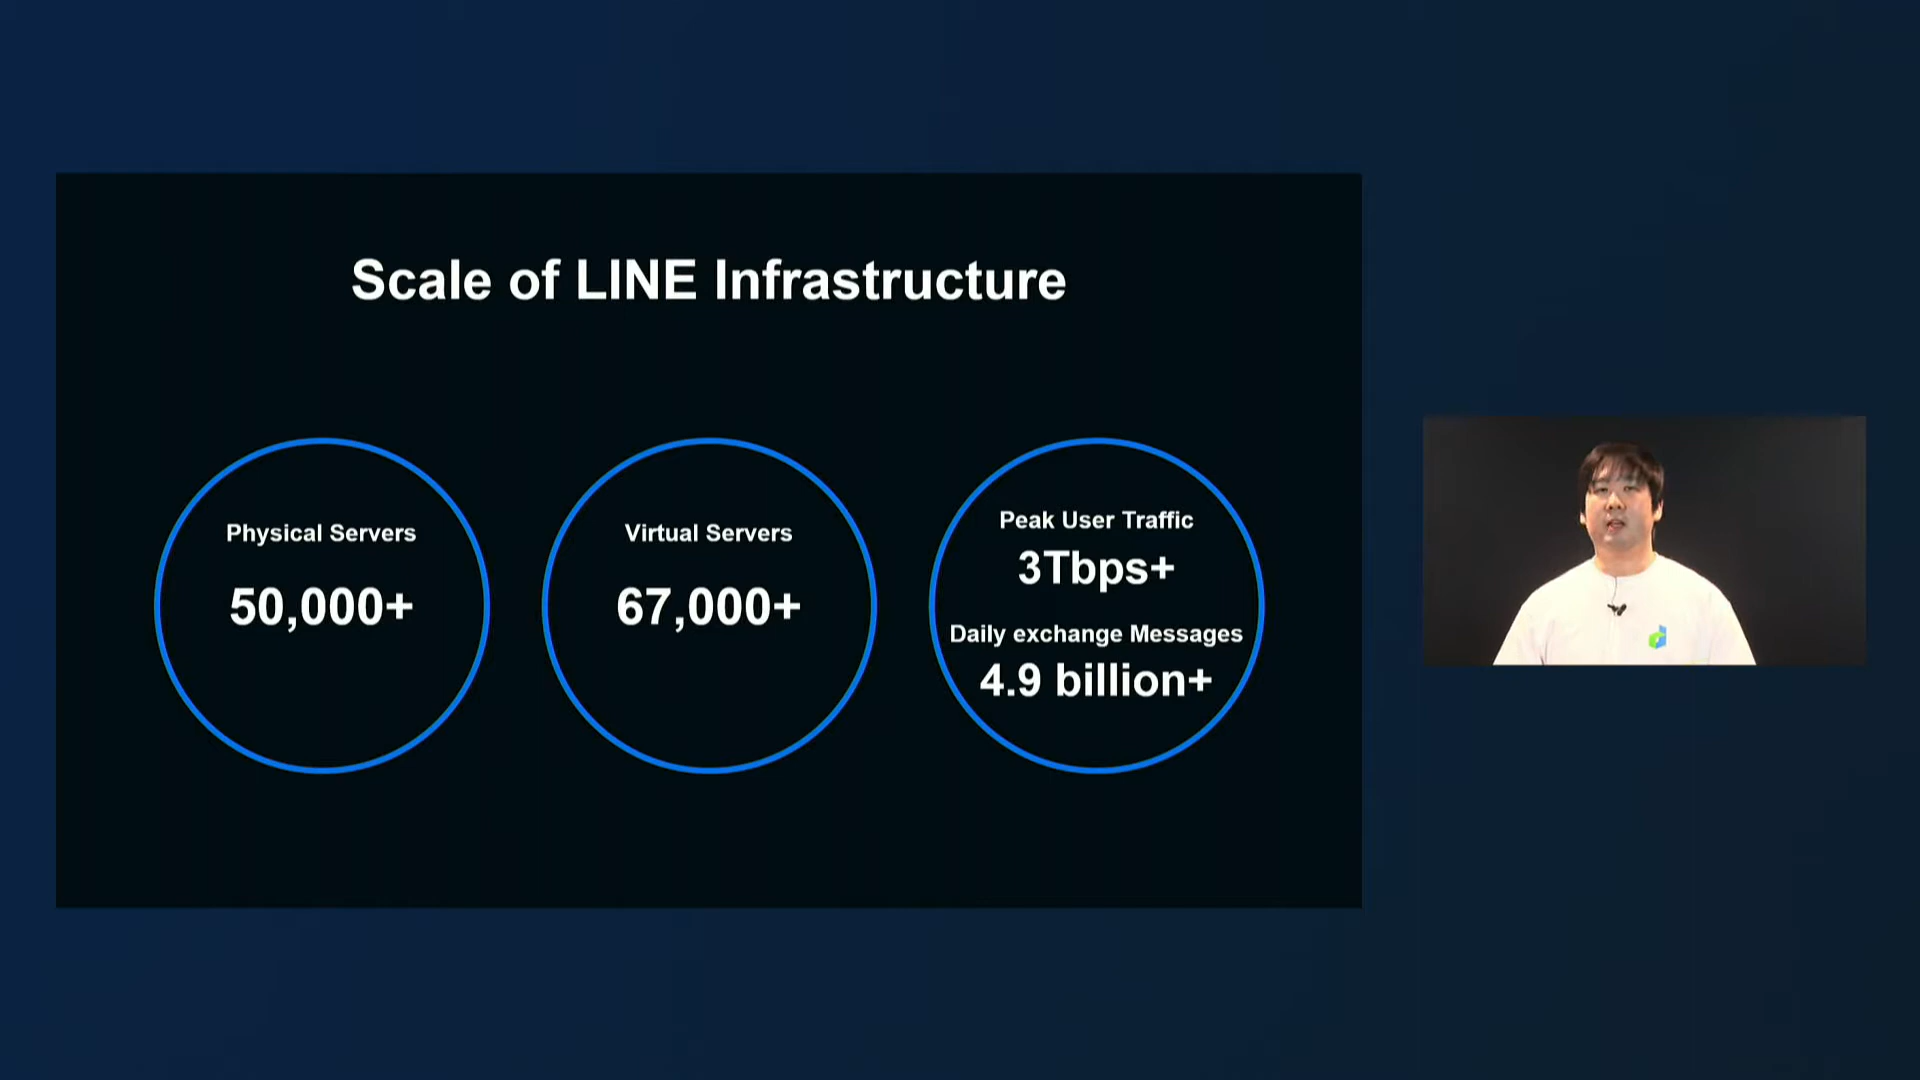 Scale of LINE Infrastructure
Physical Servers
50,000+
Virtual Servers
67,000+
Peak User Traffic
3Tbps+
Daily exchange Messages
4.9 billion+